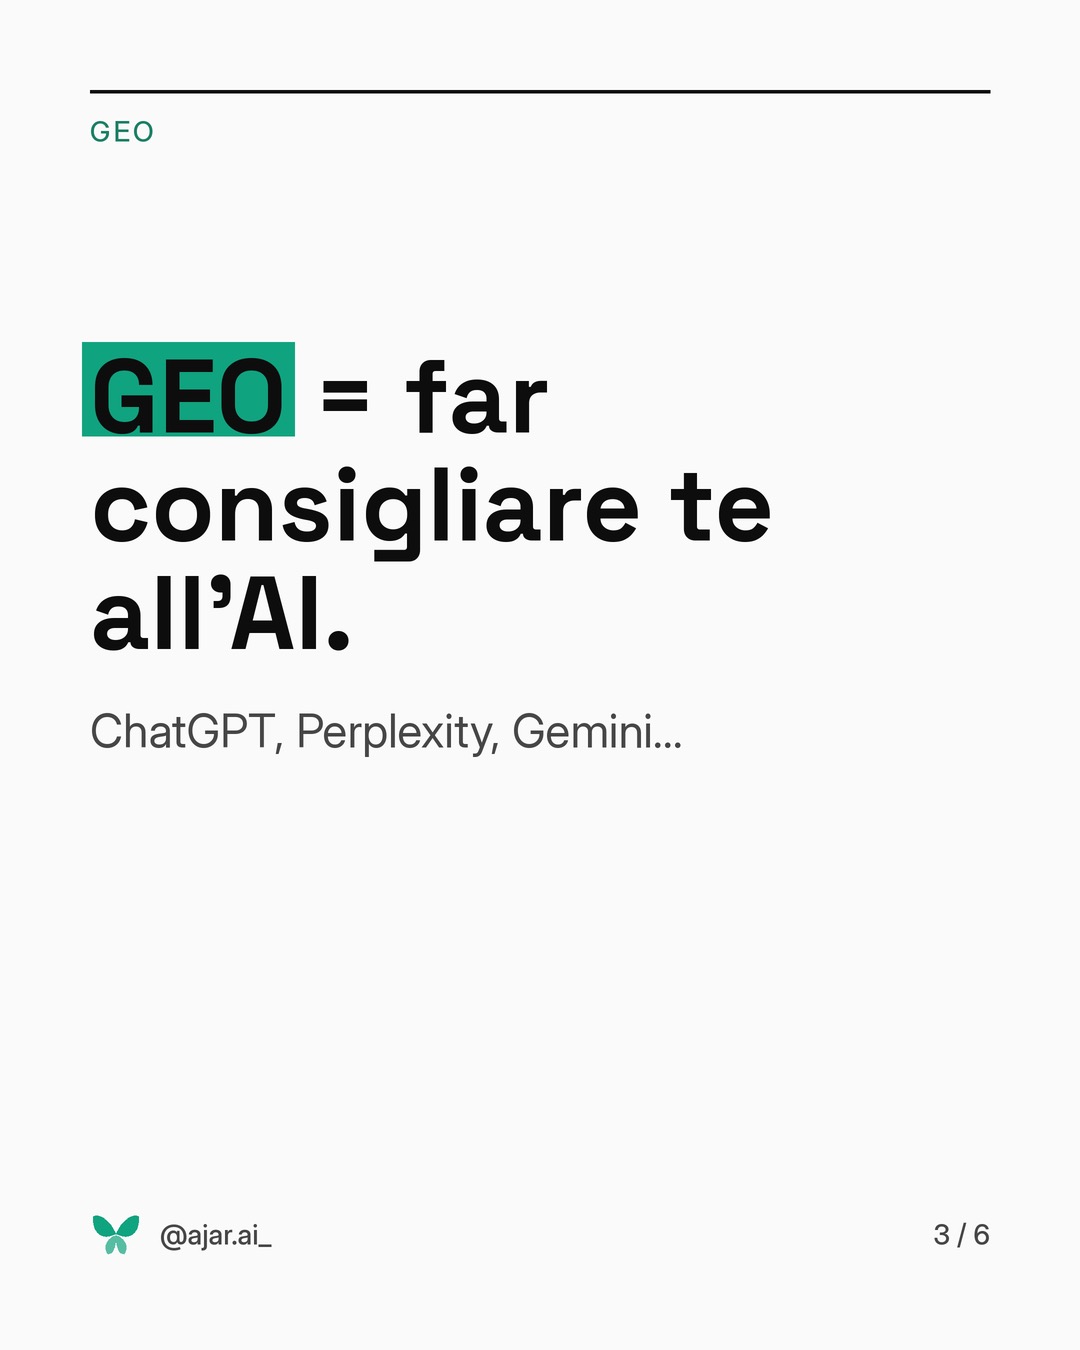 GEO
GEO = far
consigliare te
all’AI.
ChatGPT, Perplexity, Gemini...
@ajar.ai_
3 / 6